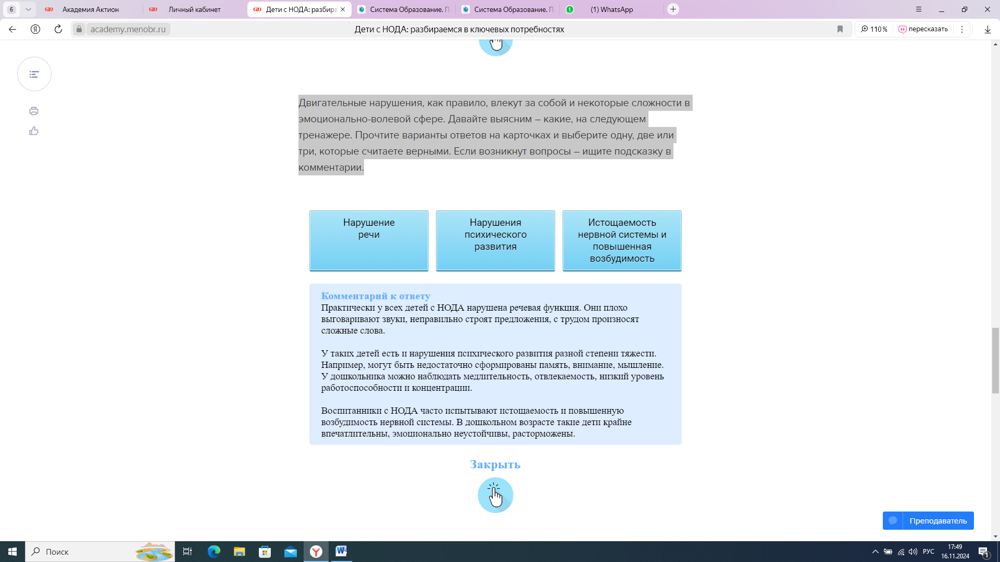 6
Академия Актион
Личный кабинет
Дети с НОДА: разбира
Система Образование. П
Система Образование. П
1
(1) WhatsApp
academy.menobr.ru
Дети с НОДА: разбираемся в ключевых потребностях
110 %
пересказать
Двигательные нарушения, как правило, влекут за собой и некоторые сложности в
эмоционально-волевой сфере. Давайте выясним – какие, на следующем
тренажере. Прочтите варианты ответов на карточках и выберите одну, две или
три, которые считаете верными. Если возникнут вопросы – ищите подсказку в
комментарии.
Нарушение
речи
Нарушения
психического
развития
Истощаемость
нервной системы и
повышенная
возбудимость
Комментарий к ответу
Практически у всех детей с НОДА нарушена речевая функция. Они плохо
выговаривают звуки, неправильно строят предложения, с трудом произносят
сложные слова.
У таких детей есть и нарушения психического развития разной степени тяжести.
Например, могут быть недостаточно сформированы память, внимание, мышление.
У дошкольника можно наблюдать медлительность, отвлекаемость, низкий уровень
работоспособности и концентрации.
Воспитанники с НОДА часто испытывают истощаемость и повышенную
возбудимость нервной системы. В дошкольном возрасте такие дети крайне
впечатлительны, эмоционально неустойчивы, расторможены.
Закрыть
Преподаватель
Поиск
РУС
17:49
16.11.2024
1